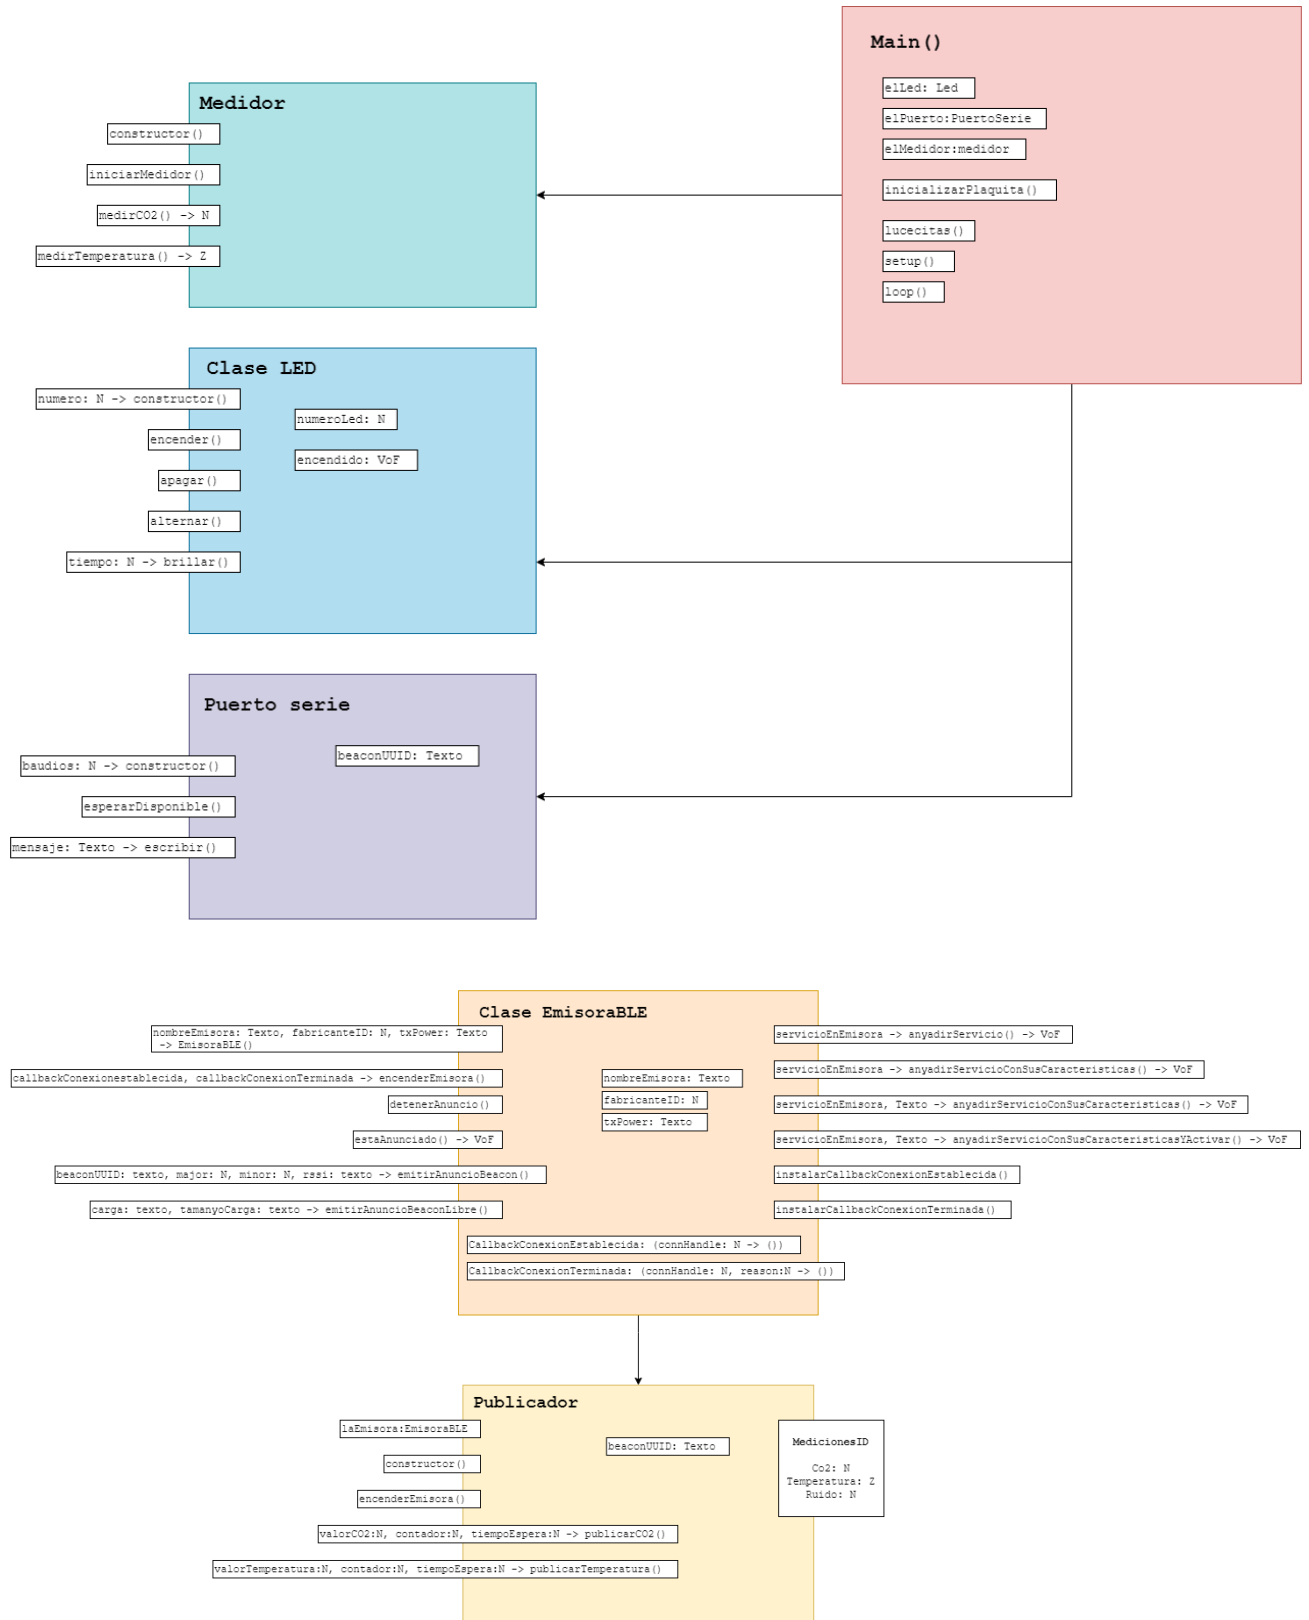 Main()
elLed: Led
elPuerto:PuertoSerie
elMedidor:medidor
inicializarPlaquita()
lucecitas()
setup()
loop()
Medidor
constructor()
iniciarMedidor()
medirCO2() -> N
medirTemperatura() -> Z
Clase LED
numero: N -> constructor()
encender()
apagar()
alternar()
tiempo: N -> brillar()
numeroLed: N
encendido: VoF
Puerto serie
beaconUUID: Texto
baudios: N -> constructor()
esperarDisponible()
mensaje: Texto -> escribir()
Clase EmisoraBLE
nombreEmisora: Texto, fabricanteID: N, txPower: Texto
-> EmisoraBLE()
callbackConexionestablecida, callbackConexionTerminada -> encenderEmisora()
detenerAnuncio()
estaAnunciado() -> VoF
beaconUUID: texto, major: N, minor: N, rssi: texto -> emitirAnuncioBeacon()
carga: texto, tamanyoCarga: texto -> emitirAnuncioBeaconLibre()
nombreEmisora: Texto
fabricanteID: N
txPower: Texto
servicioEnEmisora -> anyadirServicio() -> VoF
servicioEnEmisora -> anyadirServicioConSusCaracteristicas() -> VoF
servicioEnEmisora, Texto -> anyadirServicioConSusCaracteristicas() -> VoF
servicioEnEmisora, Texto -> anyadirServicioConSusCaracteristicasYActivar() -> VoF
instalarCallbackConexionEstablecida()
instalarCallbackConexionTerminada()
CallbackConexionEstablecida: (connHandle: N -> ())
CallbackConexionTerminada: (connHandle: N, reason:N -> ())
Publicador
laEmisora:EmisoraBLE
constructor()
encenderEmisora()
valorCO2:N, contador:N, tiempoEspera:N -> publicarCO2()
valorTemperatura:N, contador:N, tiempoEspera:N -> publicarTemperatura()
beaconUUID: Texto
MedicionesID
Co2: N
Temperatura: Z
Ruido: N